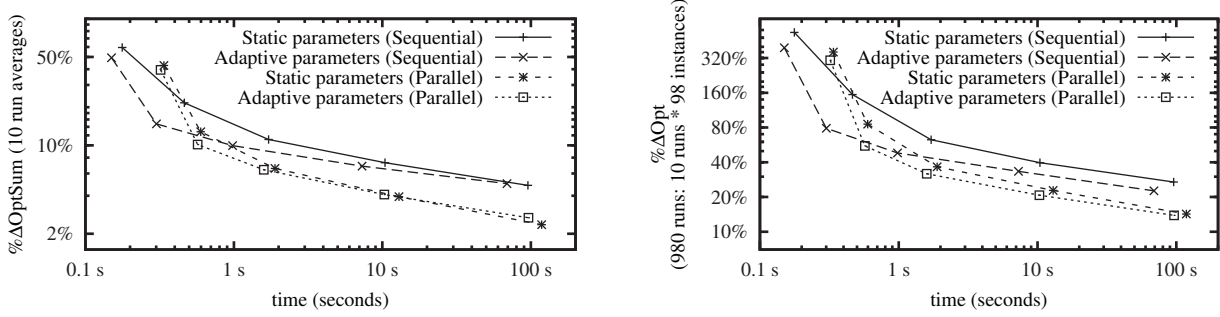 %ΔOptSum (10 run averages)
50%
10%
2%
Static parameters (Sequential)
Adaptive parameters (Sequential)
Static parameters (Parallel)
Adaptive parameters (Parallel)
0.1 s
1 s
10 s
100 s
time (seconds)
%ΔOpt
(980 runs: 10 runs * 98 instances)
320%
160%
80%
40%
20%
10%
Static parameters (Sequential)
Adaptive parameters (Sequential)
Static parameters (Parallel)
Adaptive parameters (Parallel)
0.1 s
1 s
10 s
100 s
time (seconds)